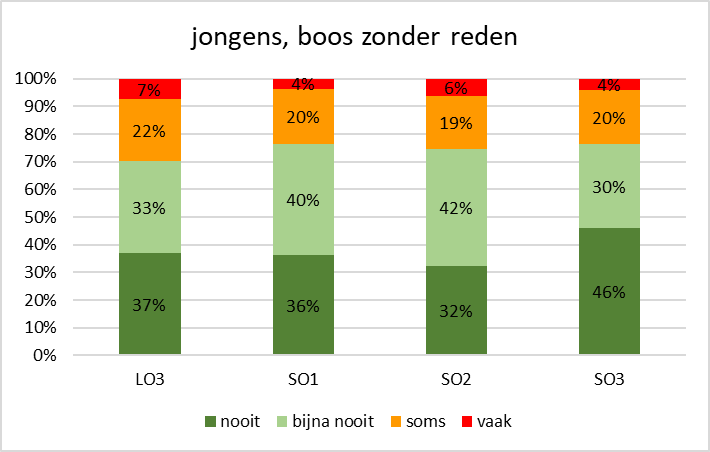 jongens, boos zonder reden
100%
90%
80%
70%
60%
50%
40%
30%
20%
10%
0%
7% 4% 6% 4%
22% 20% 19% 20%
33% 40% 42% 30%
37% 36% 32% 46%
LO3 SO1 SO2 SO3
nooit bijna nooit soms vaak